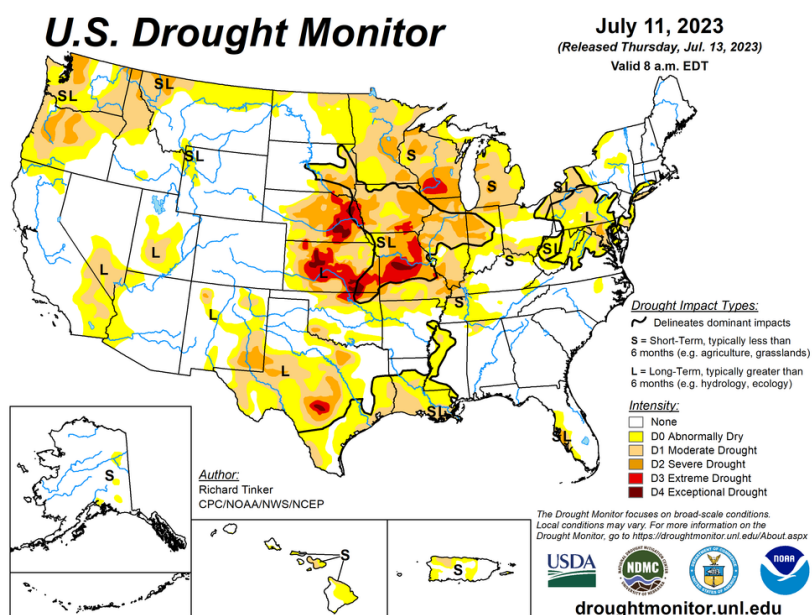 U.S. Drought Monitor
July 11, 2023
(Released Thursday, Jul. 13, 2023)
Valid 8 a.m. EDT
SL
SL
SL
S
S
SL
L
SL
L
L
L
SL
S
L
S
L
L
SL
SL
S
S
S
Drought Impact Types:
Delineates dominant impacts
S = Short-Term, typically less than
6 months (e.g. agriculture, grasslands)
L = Long-Term, typically greater than
6 months (e.g. hydrology, ecology)
Intensity:
None
D0 Abnormally Dry
D1 Moderate Drought
D2 Severe Drought
D3 Extreme Drought
D4 Exceptional Drought
Author:
Richard Tinker
CPC/NOAA/NWS/NCEP
The Drought Monitor focuses on broad-scale conditions.
Local conditions may vary. For more information on the
Drought Monitor, go to https://droughtmonitor.unl.edu/About.aspx
USDA
NDMC
NOAA
droughtmonitor.unl.edu